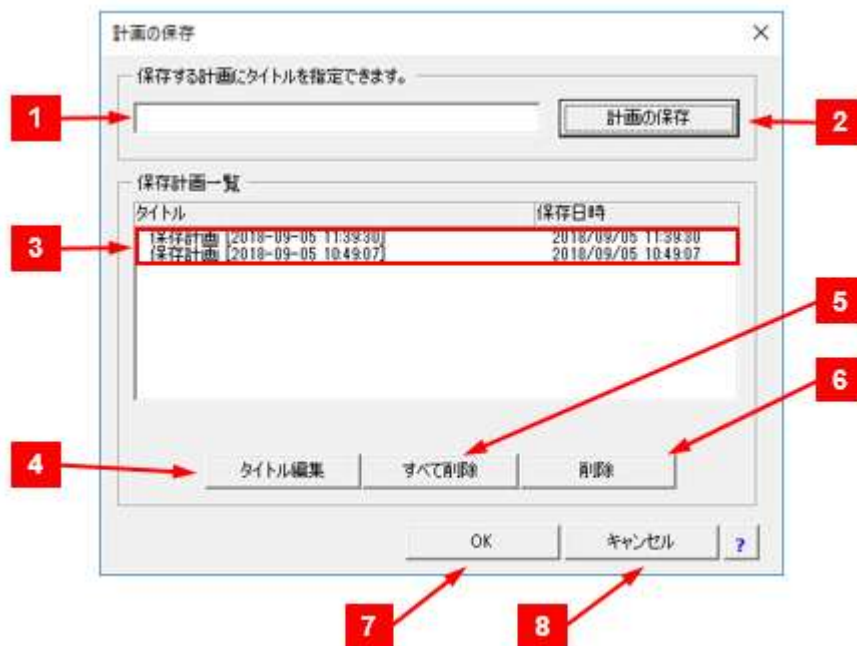 計画の保存
保存する計画にタイトルを指定できます。
1
計画の保存
2
保存計画一覧
タイトル 保存日時
3
保存計画 [2018-09-05 11:39:30] 2018/09/05 11:39:30
保存計画 [2018-09-05 10:49:07] 2018/09/05 10:49:07
5
6
4
タイトル編集 すべて削除 削除
OK キャンセル ?
7 8